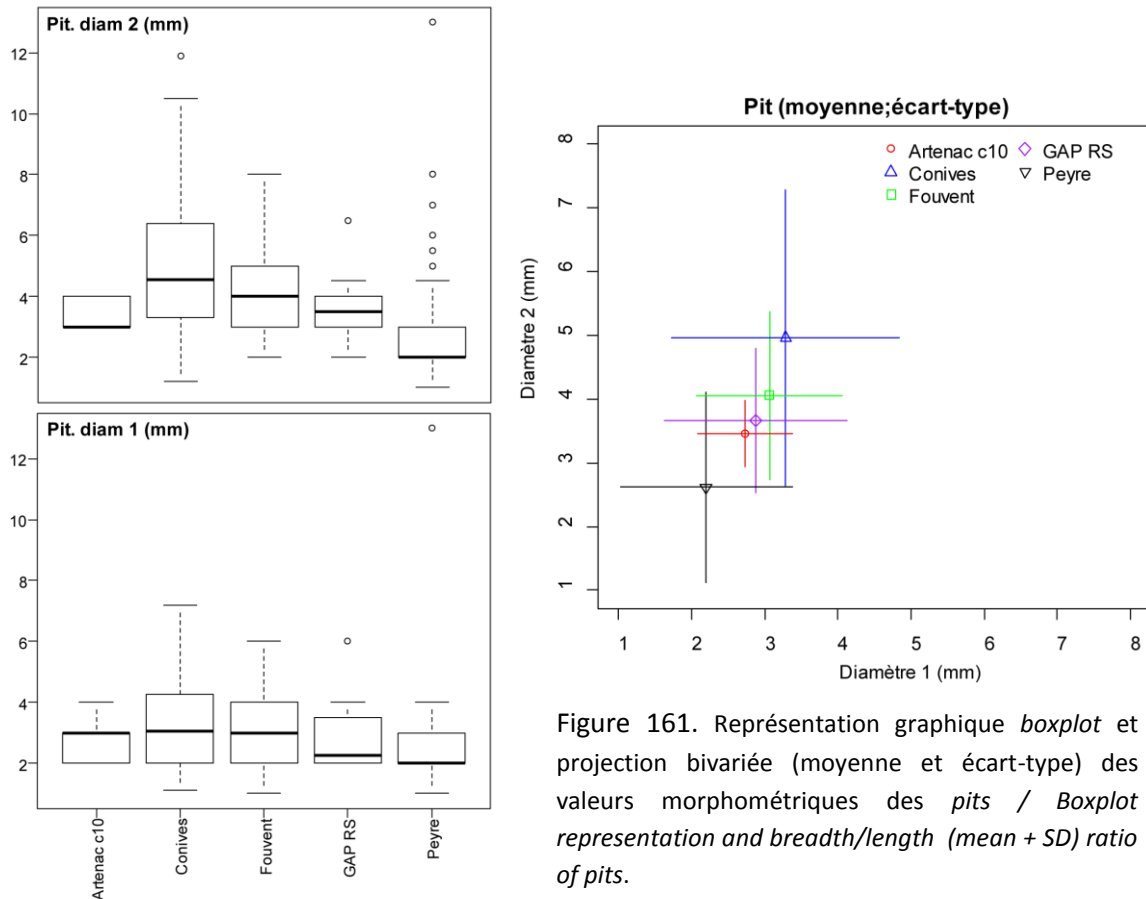 Pit. diam 2 (mm)
12
10
8
6
4
2
Pit. diam 1 (mm)
12
10
8
6
4
2
Artenac c10
Conives
Fouvent
GAP RS
Peyre
Pit (moyenne;écart-type)
Artenac c10
Conives
Fouvent
GAP RS
Peyre
Diamètre 2 (mm)
8
7
6
5
4
3
2
1
1 2 3 4 5 6 7 8
Diamètre 1 (mm)
Figure 161. Représentation graphique boxplot et
projection bivariée (moyenne et écart-type) des
valeurs morphométriques des pits / Boxplot
representation and breadth/length (mean + SD) ratio
of pits.